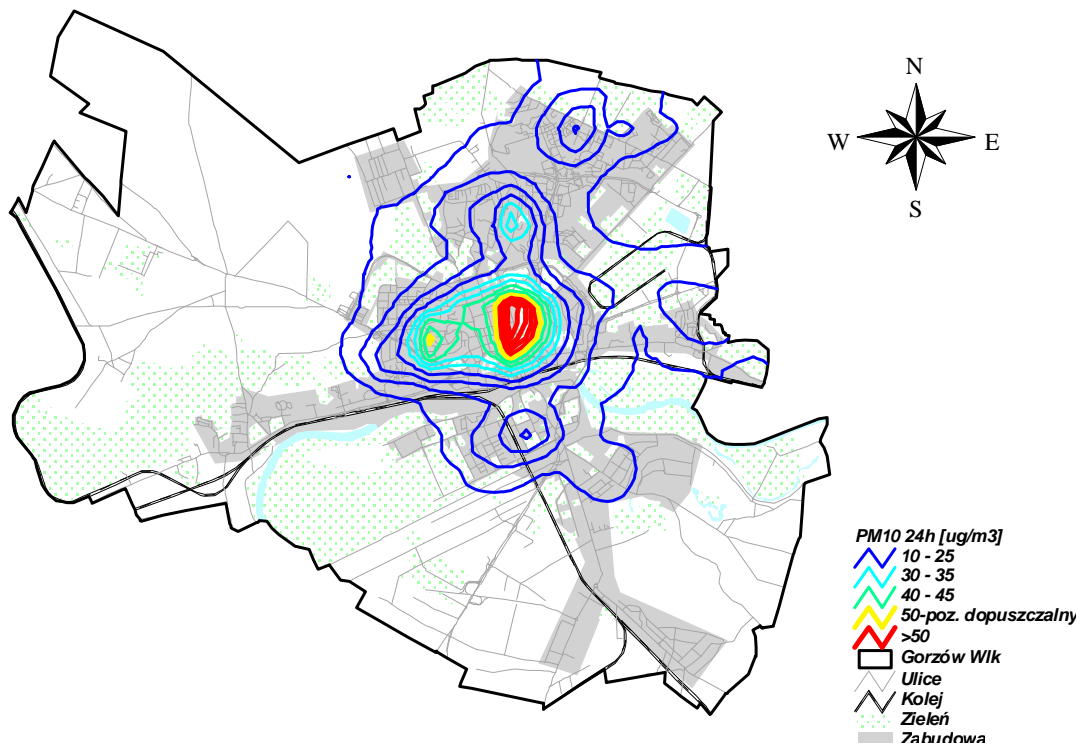 N
W E
S
PM10 24h [ug/m3]
10 - 25
30 - 35
40 - 45
50-poz. dopuszczalny
>50
Gorzów Wlk
Ulice
Kolej
Zieleń
Zabudowa